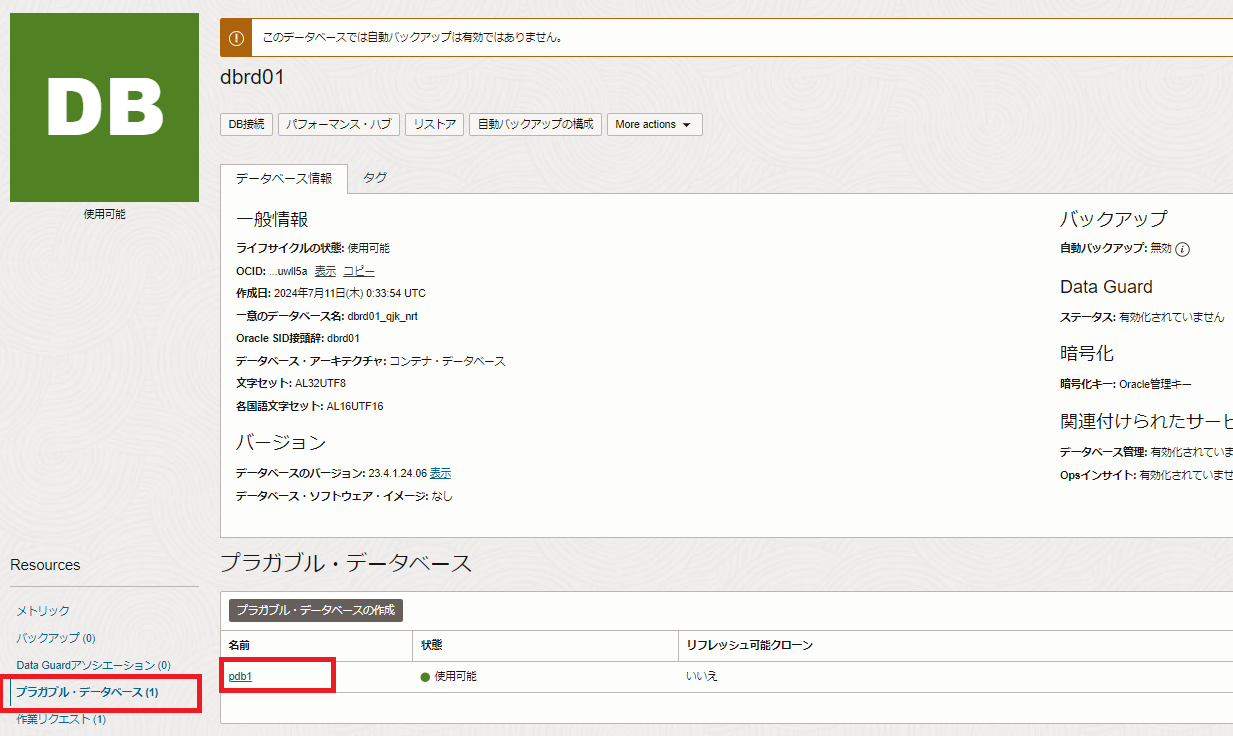 DB
使用可能
このデータベースでは自動バックアップは有効ではありません。
dbrd01
DB接続
パフォーマンス・ハブ
リストア
自動バックアップの構成
More actions
データベース情報
タグ
一般情報
ライフサイクルの状態: 使用可能
OCID: ...uwll5a 表示 コピー
作成日: 2024年7月11日(木) 0:33:54 UTC
一意のデータベース名: dbrd01_qjk_nrt
Oracle SID接頭辞: dbrd01
データベース・アーキテクチャ: コンテナ・データベース
文字セット: AL32UTF8
各国語文字セット: AL16UTF16
バージョン
データベースのバージョン: 23.4.1.24.06 表示
データベース・ソフトウェア・イメージ: なし
バックアップ
自動バックアップ: 無効
Data Guard
ステータス: 有効化されていません
暗号化
暗号化キー: Oracle管理キー
関連付けられたサービ
データベース管理: 有効化されていま
Opsインサイト: 有効化されていませ
Resources
メトリック
バックアップ (0)
Data Guardアソシエーション (0)
プラガブル・データベース (1)
作業リクエスト (1)
プラガブル・データベース
プラガブル・データベースの作成
名前 状態 リフレッシュ可能クローン
pdb1 使用可能 いいえ